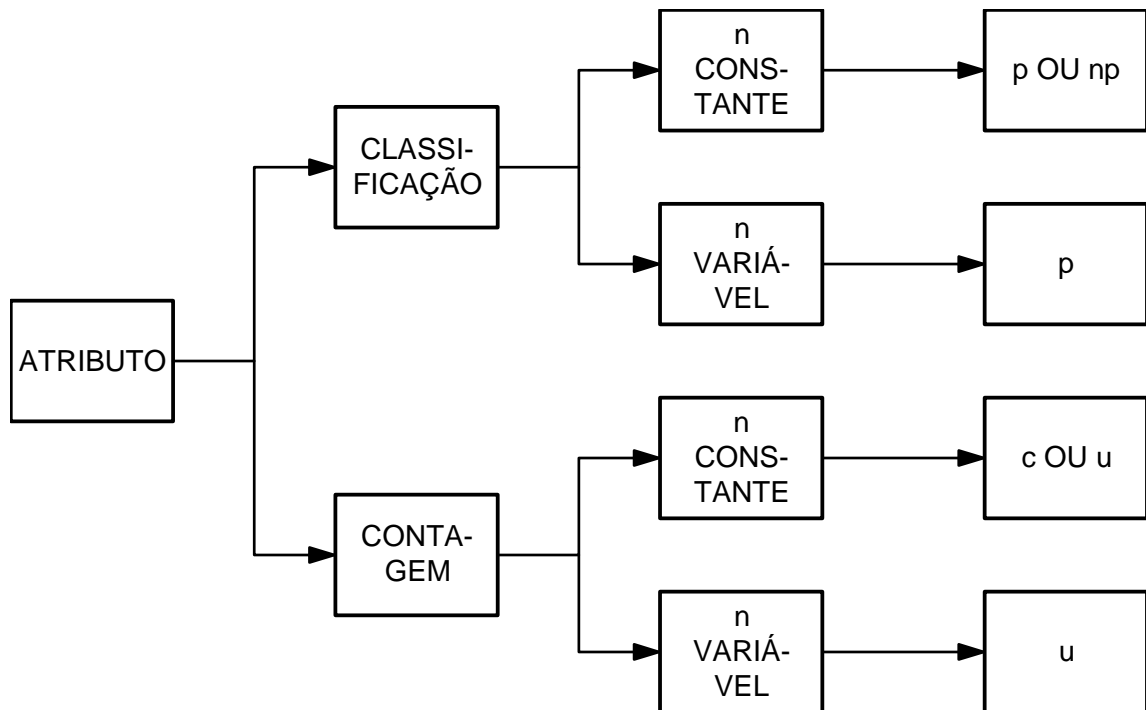 n
CONS-
TANTE
p OU np
CLASSI-
FICAÇÃO
n
VARIÁ-
VEL
p
ATRIBUTO
n
CONS-
TANTE
c OU u
CONTA-
GEM
n
VARIÁ-
VEL
u